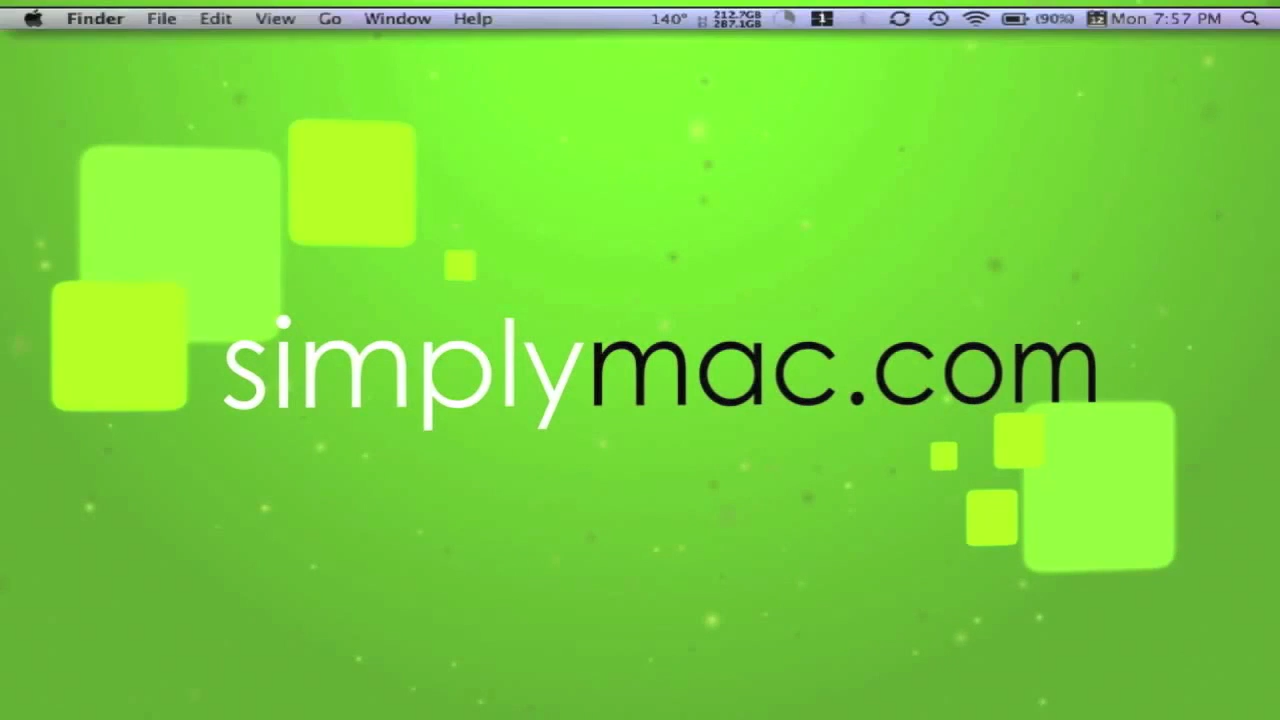 Finder File Edit View Go Window Help 140° 212.7GB 1 (90%) 12 Mon 7:57 PM
287.1GB
simplymac.com